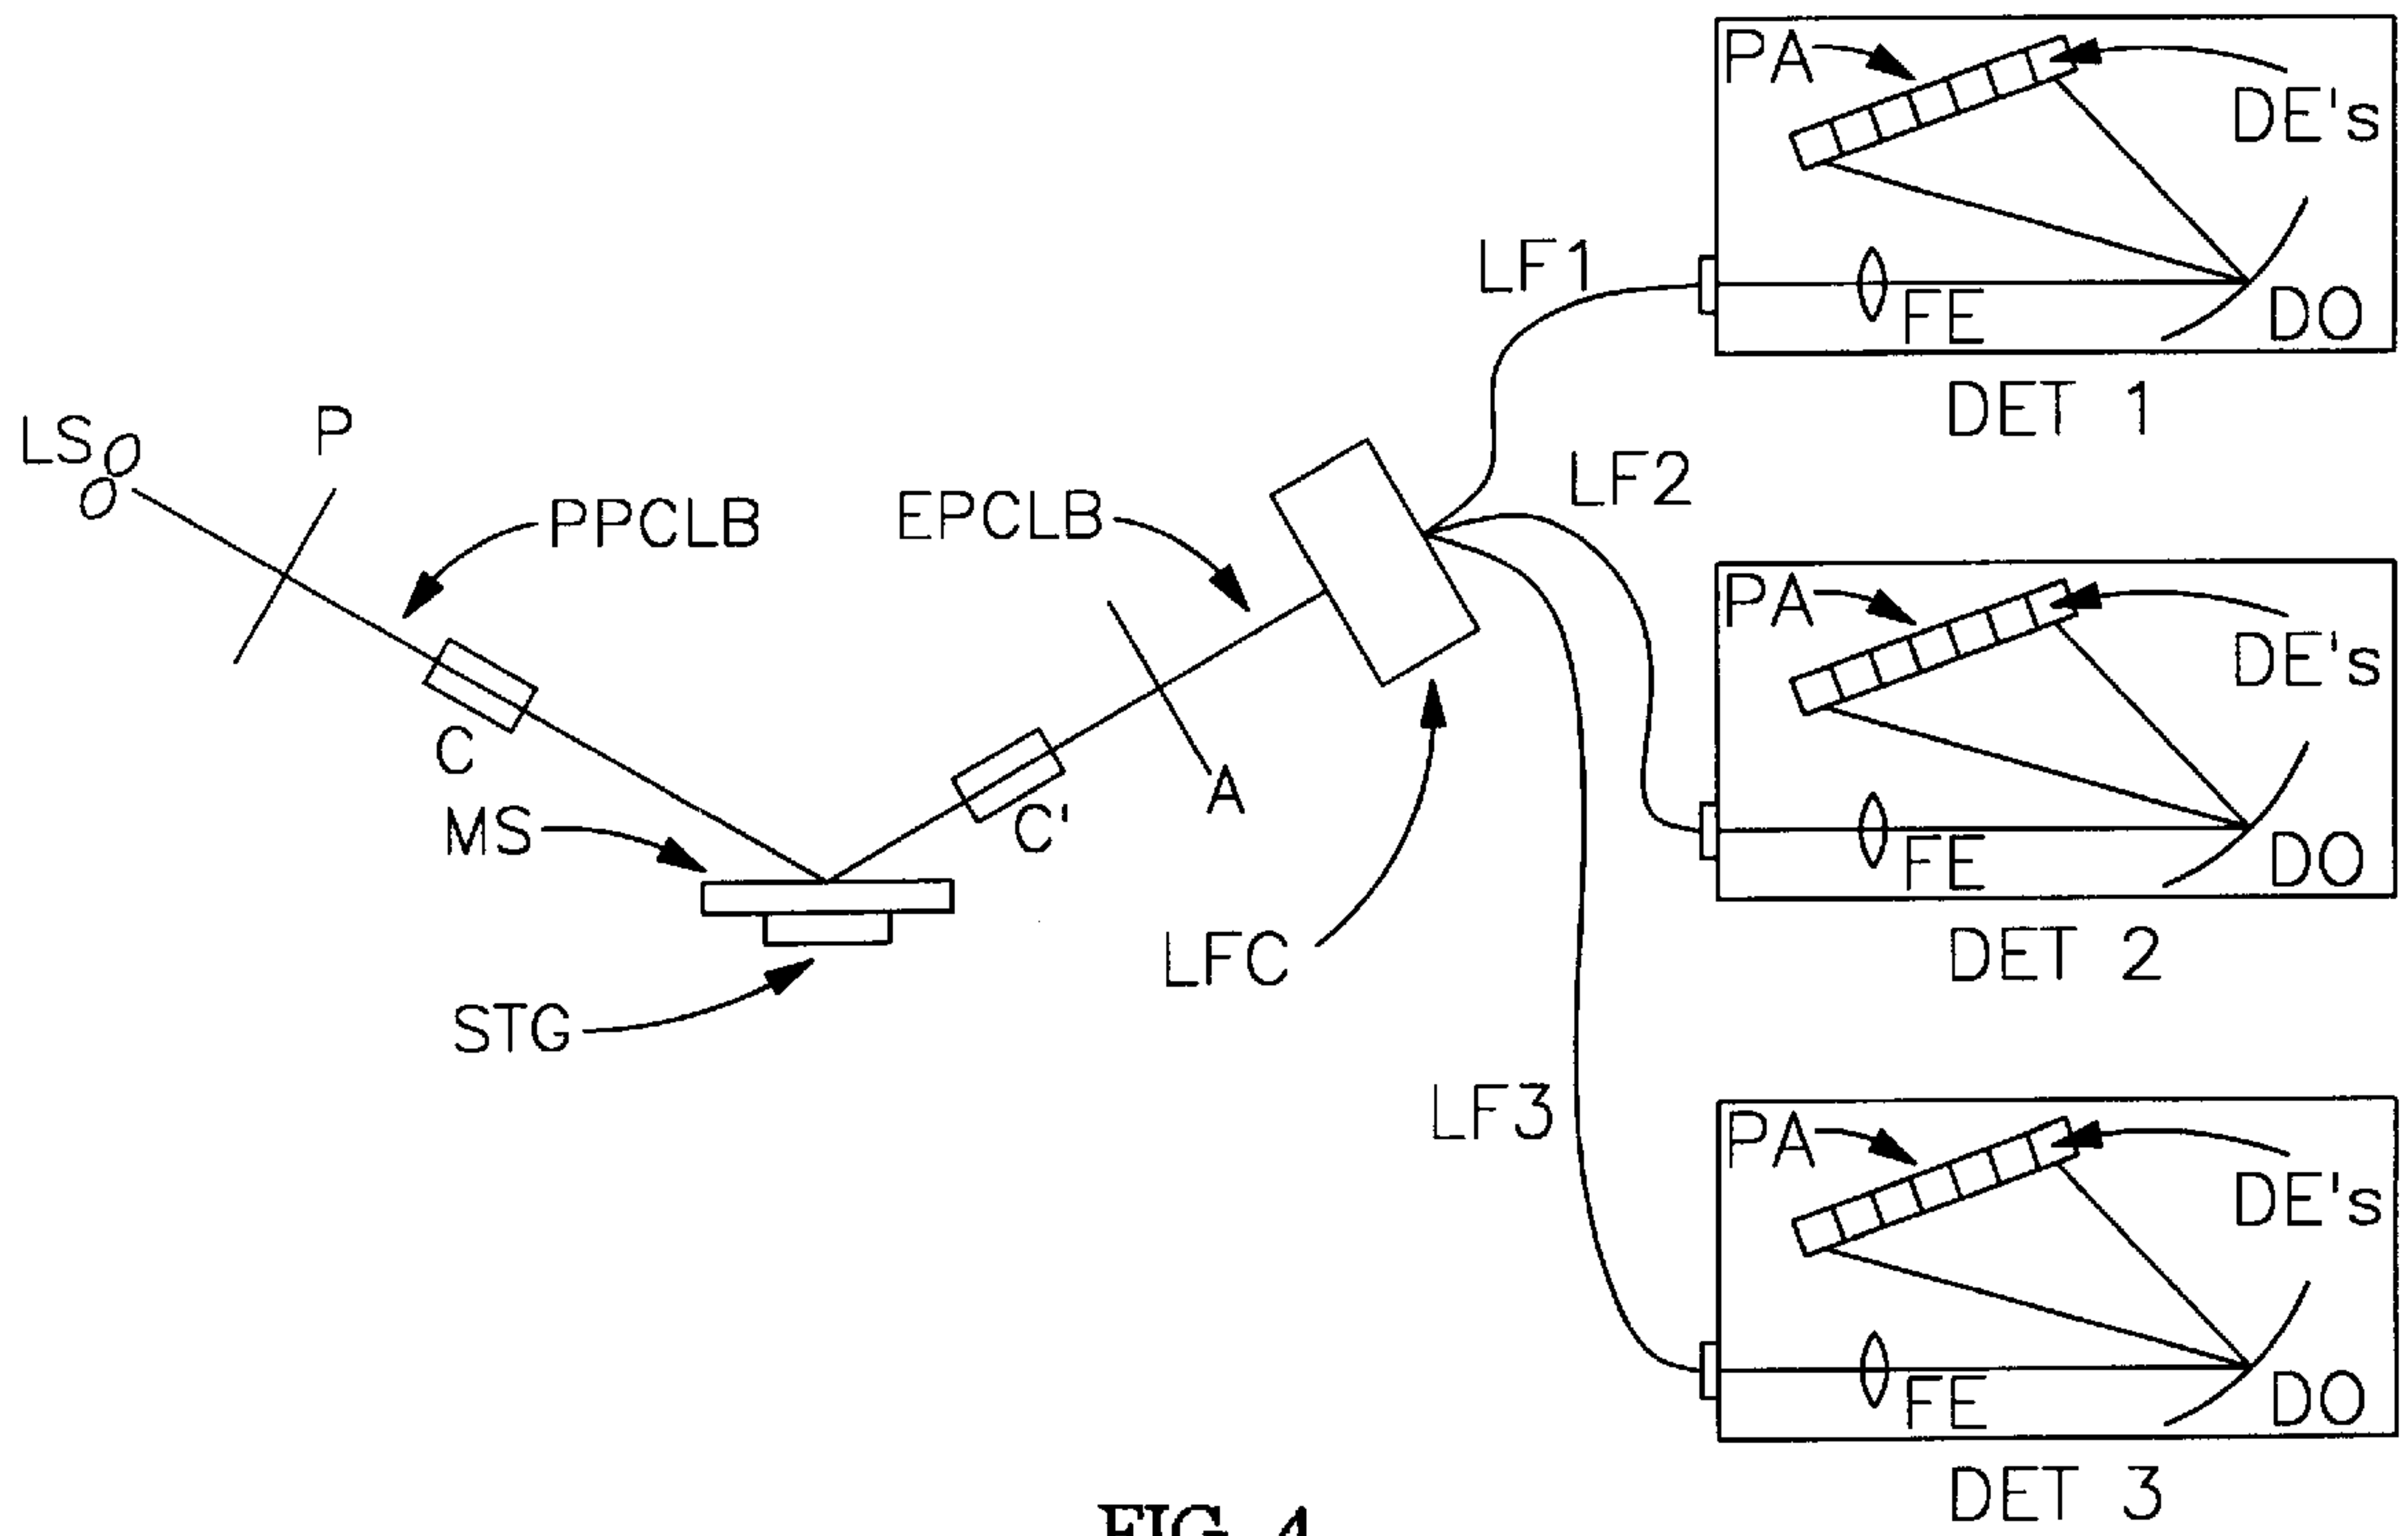 PA
DE's
LF1
FE
DO
DET 1
LS
P
PPCLB
EPCLB
LF2
PA
DE's
C
MS
C'
A
FE
DO
LFC
DET 2
STG
LF3
PA
DE's
FE
DO
DET 3
FIG. 4